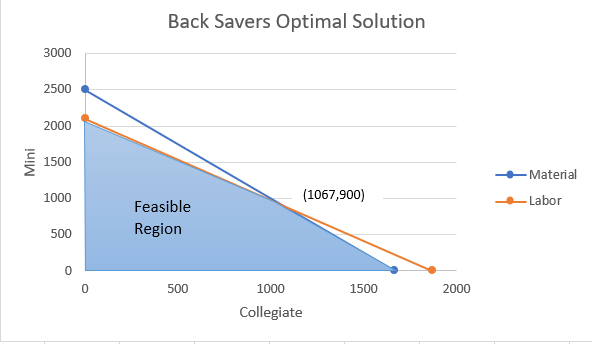 Back Savers Optimal Solution
3000
2500
2000
1500
1000
500
0
Mini
(1067,900)
Feasible
Region
Material
Labor
0 500 1000 1500 2000
Collegiate